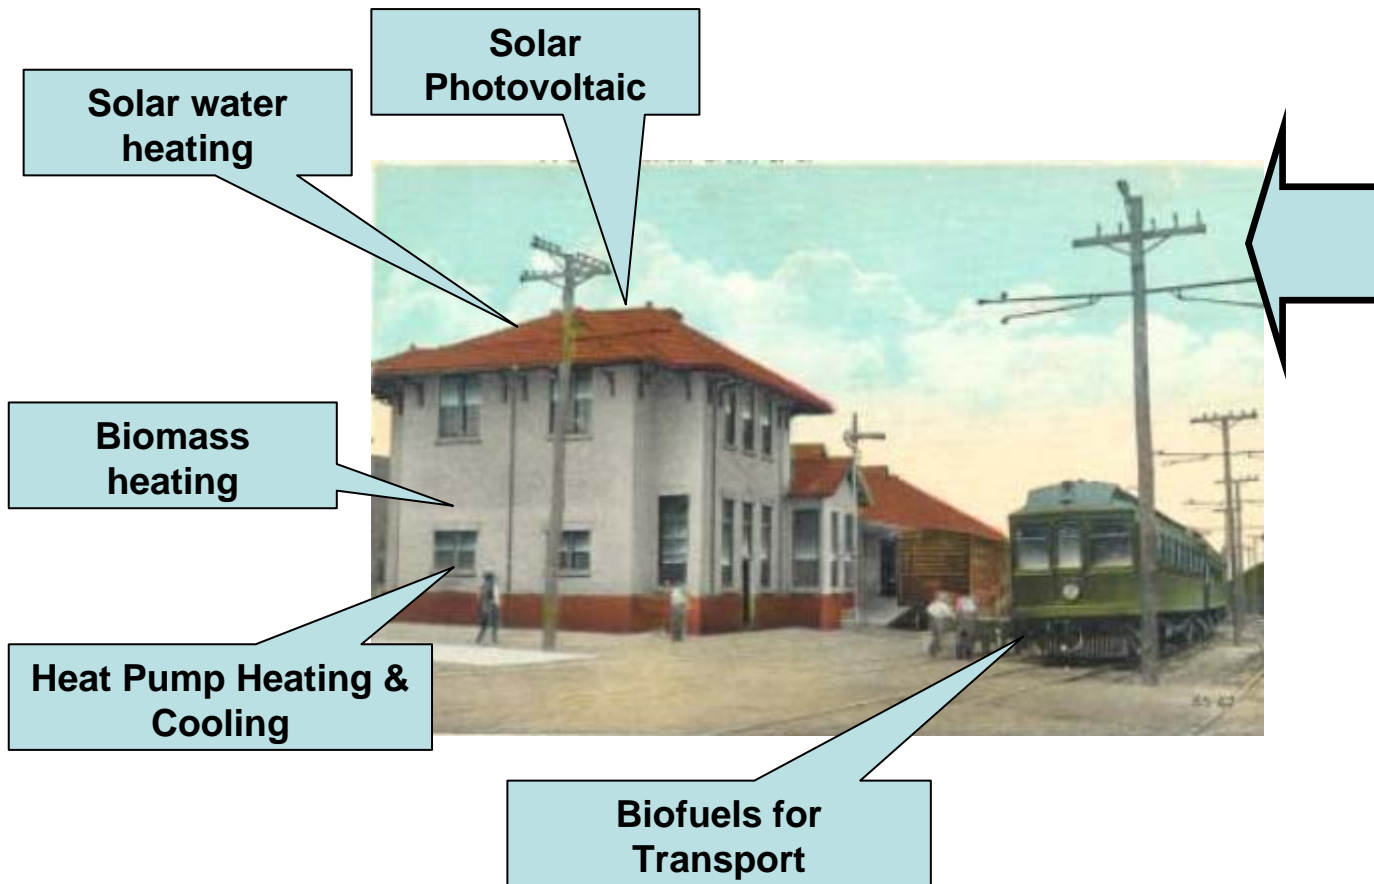 Solar
Photovoltaic
Solar water
heating
Biomass
heating
Heat Pump Heating &
Cooling
Biofuels for
Transport